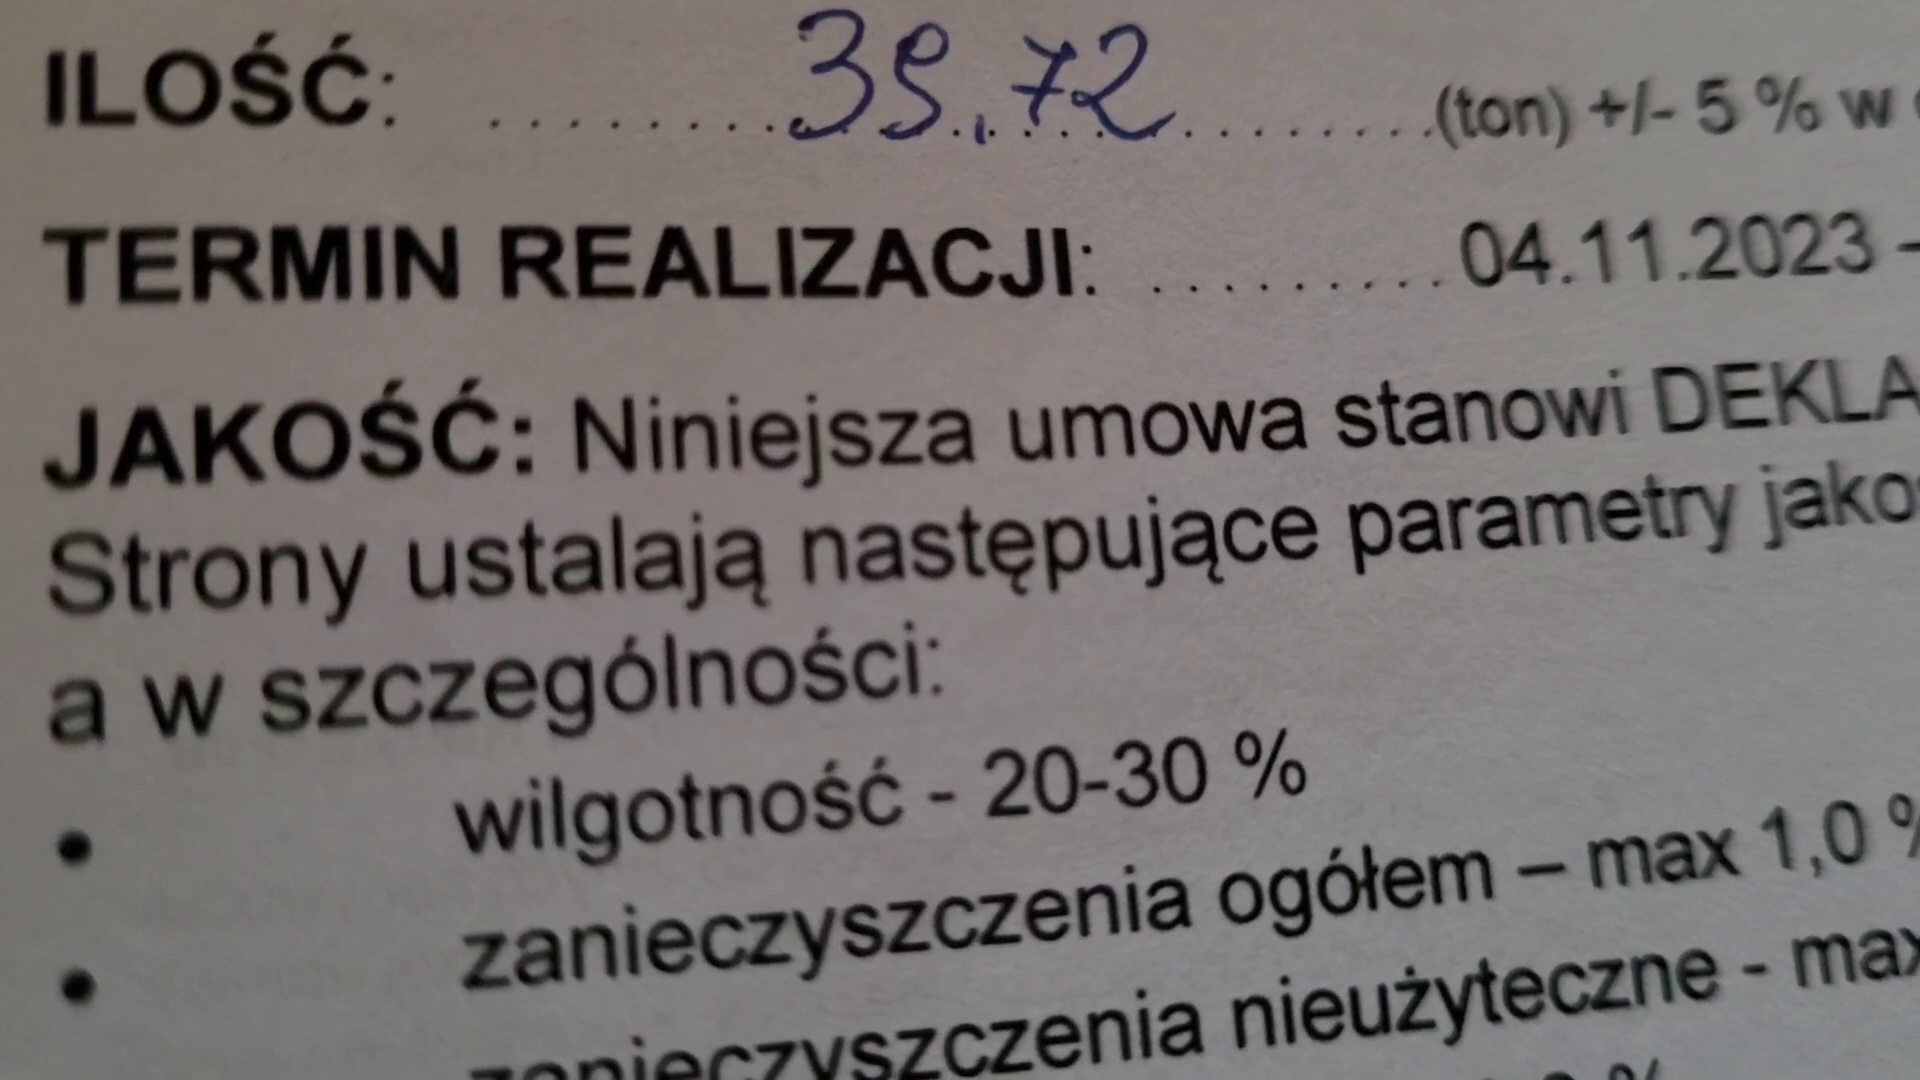 ILOŚĆ: ........39,72........(ton) +/- 5 % w
TERMIN REALIZACJI: .........04.11.2023 -
JAKOŚĆ: Niniejsza umowa stanowi DEKLA
Strony ustalają następujące parametry jako
a w szczególności:
• wilgotność - 20-30 %
• zanieczyszczenia ogółem – max 1,0 %
zanieczyszczenia nieużyteczne - max
%